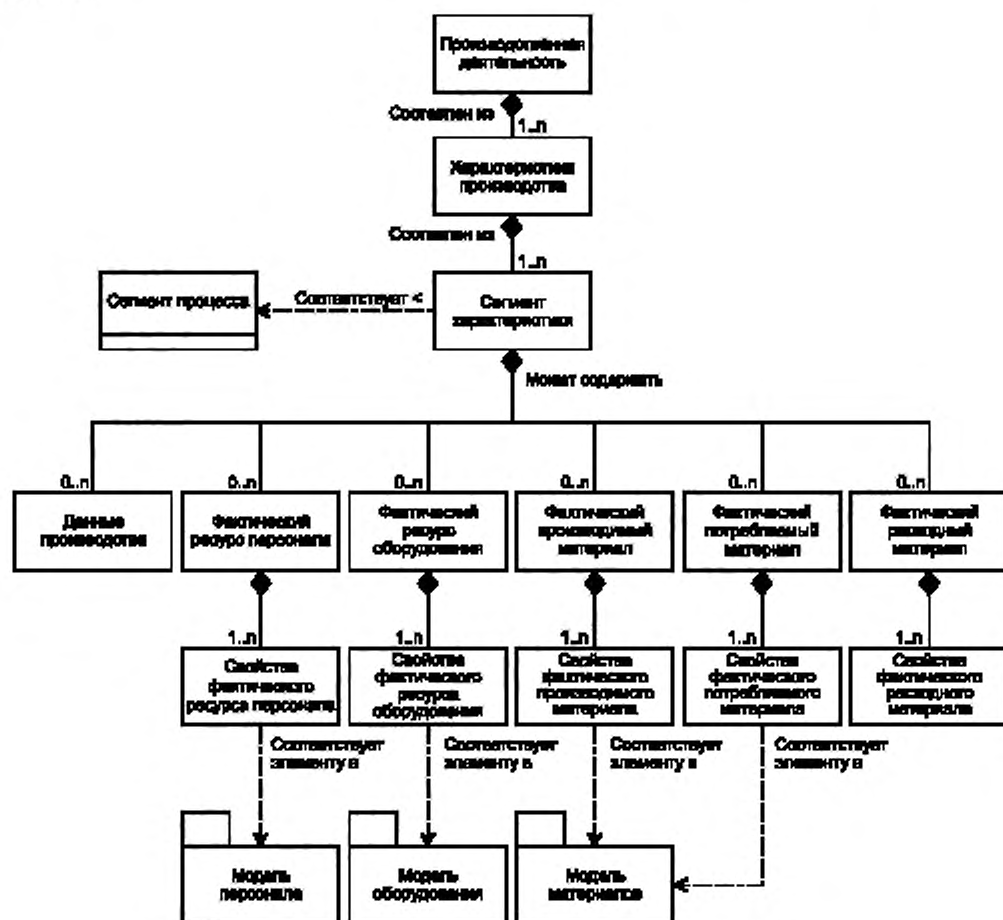 Производственная
деятельность
Составлен из
1..n
Характеристика
производства
Составлен из
1..n
Сегмент процесса
Соответствует <
Сегмент
характеристики
Может содержать
0..n
0..n
0..n
0..n
0..n
0..n
Данные
производства
Фактический
ресурс персонала
Фактический
ресурс
оборудования
Фактический
производимый
материал
Фактический
потребляемый
материал
Фактический
расходный
материал
1..n
1..n
1..n
1..n
1..n
Свойства
фактического
ресурса персонала
Свойства
фактического
ресурса
оборудования
Свойства
фактического
производимого
материала
Свойства
фактического
потребляемого
материала
Свойства
фактического
расходного
материала
Соответствует
элементу в
Соответствует
элементу в
Соответствует
элементу в
Соответствует
элементу в
Модель
персонала
Модель
оборудования
Модель
материалов